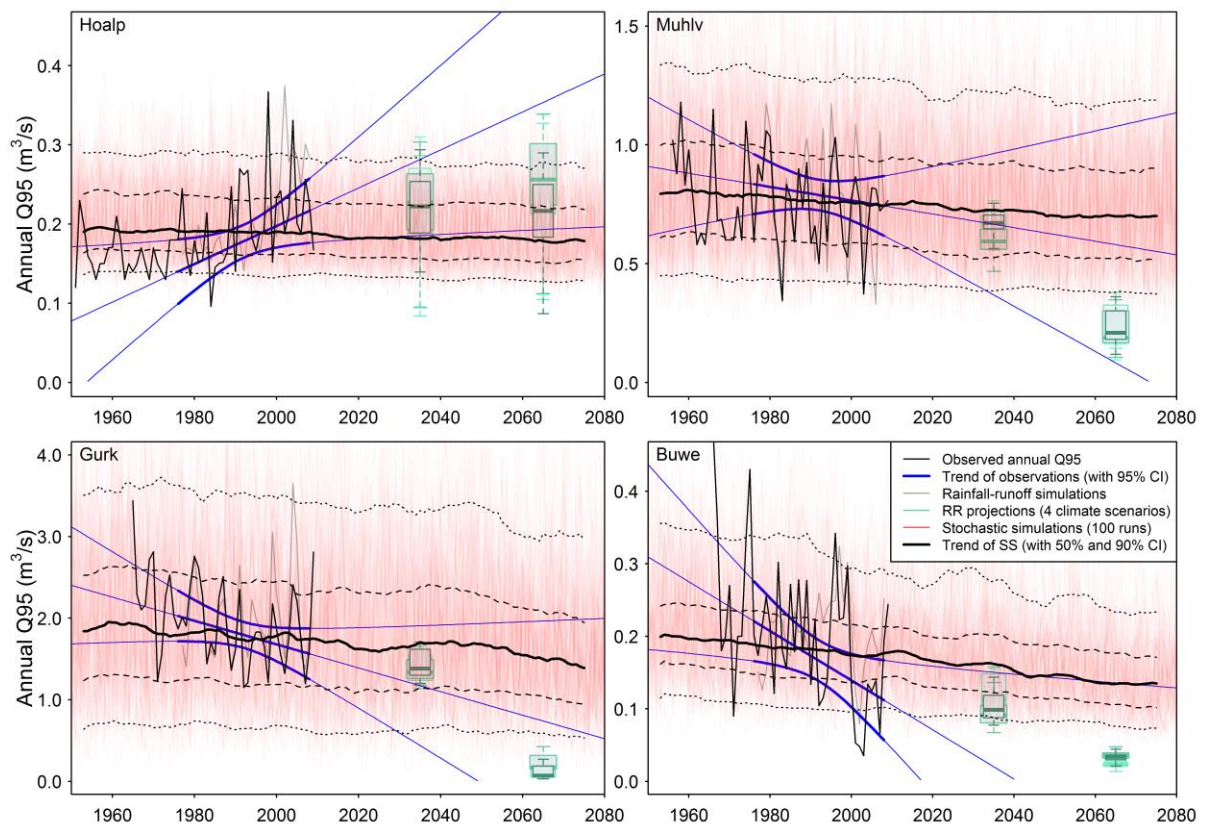 Hoalp
Annual Q95 (m³/s)
0.4
0.3
0.2
0.1
0.0
1960 1980 2000 2020 2040 2060 2080
Muhlv
1.5
1.0
0.5
0.0
1960 1980 2000 2020 2040 2060 2080
Gurk
Annual Q95 (m³/s)
4.0
3.0
2.0
1.0
0.0
1960 1980 2000 2020 2040 2060 2080
Buwe
0.4
0.3
0.2
0.1
0.0
1960 1980 2000 2020 2040 2060 2080
Observed annual Q95
Trend of observations (with 95% CI)
Rainfall-runoff simulations
RR projections (4 climate scenarios)
Stochastic simulations (100 runs)
Trend of SS (with 50% and 90% CI)